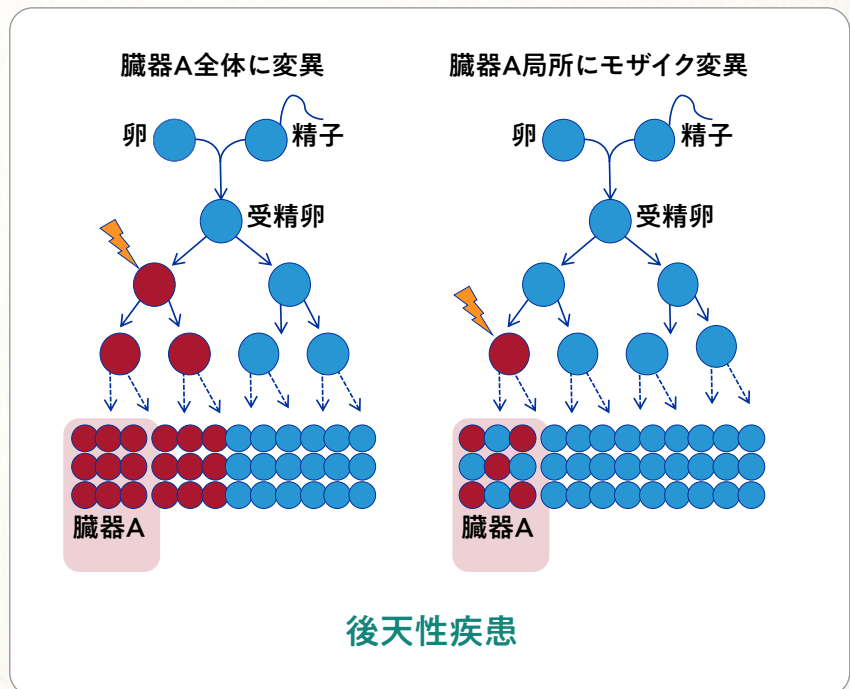 臓器A全体に変異
卵
精子
受精卵
臓器A
臓器A局所にモザイク変異
卵
精子
受精卵
臓器A
後天性疾患